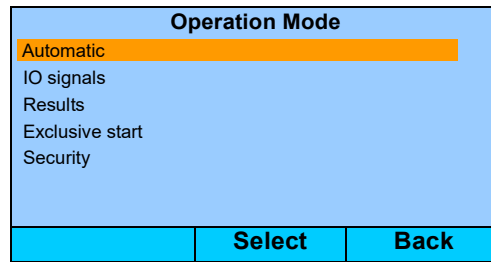 Operation Mode
Automatic
IO signals
Results
Exclusive start
Security
Select Back